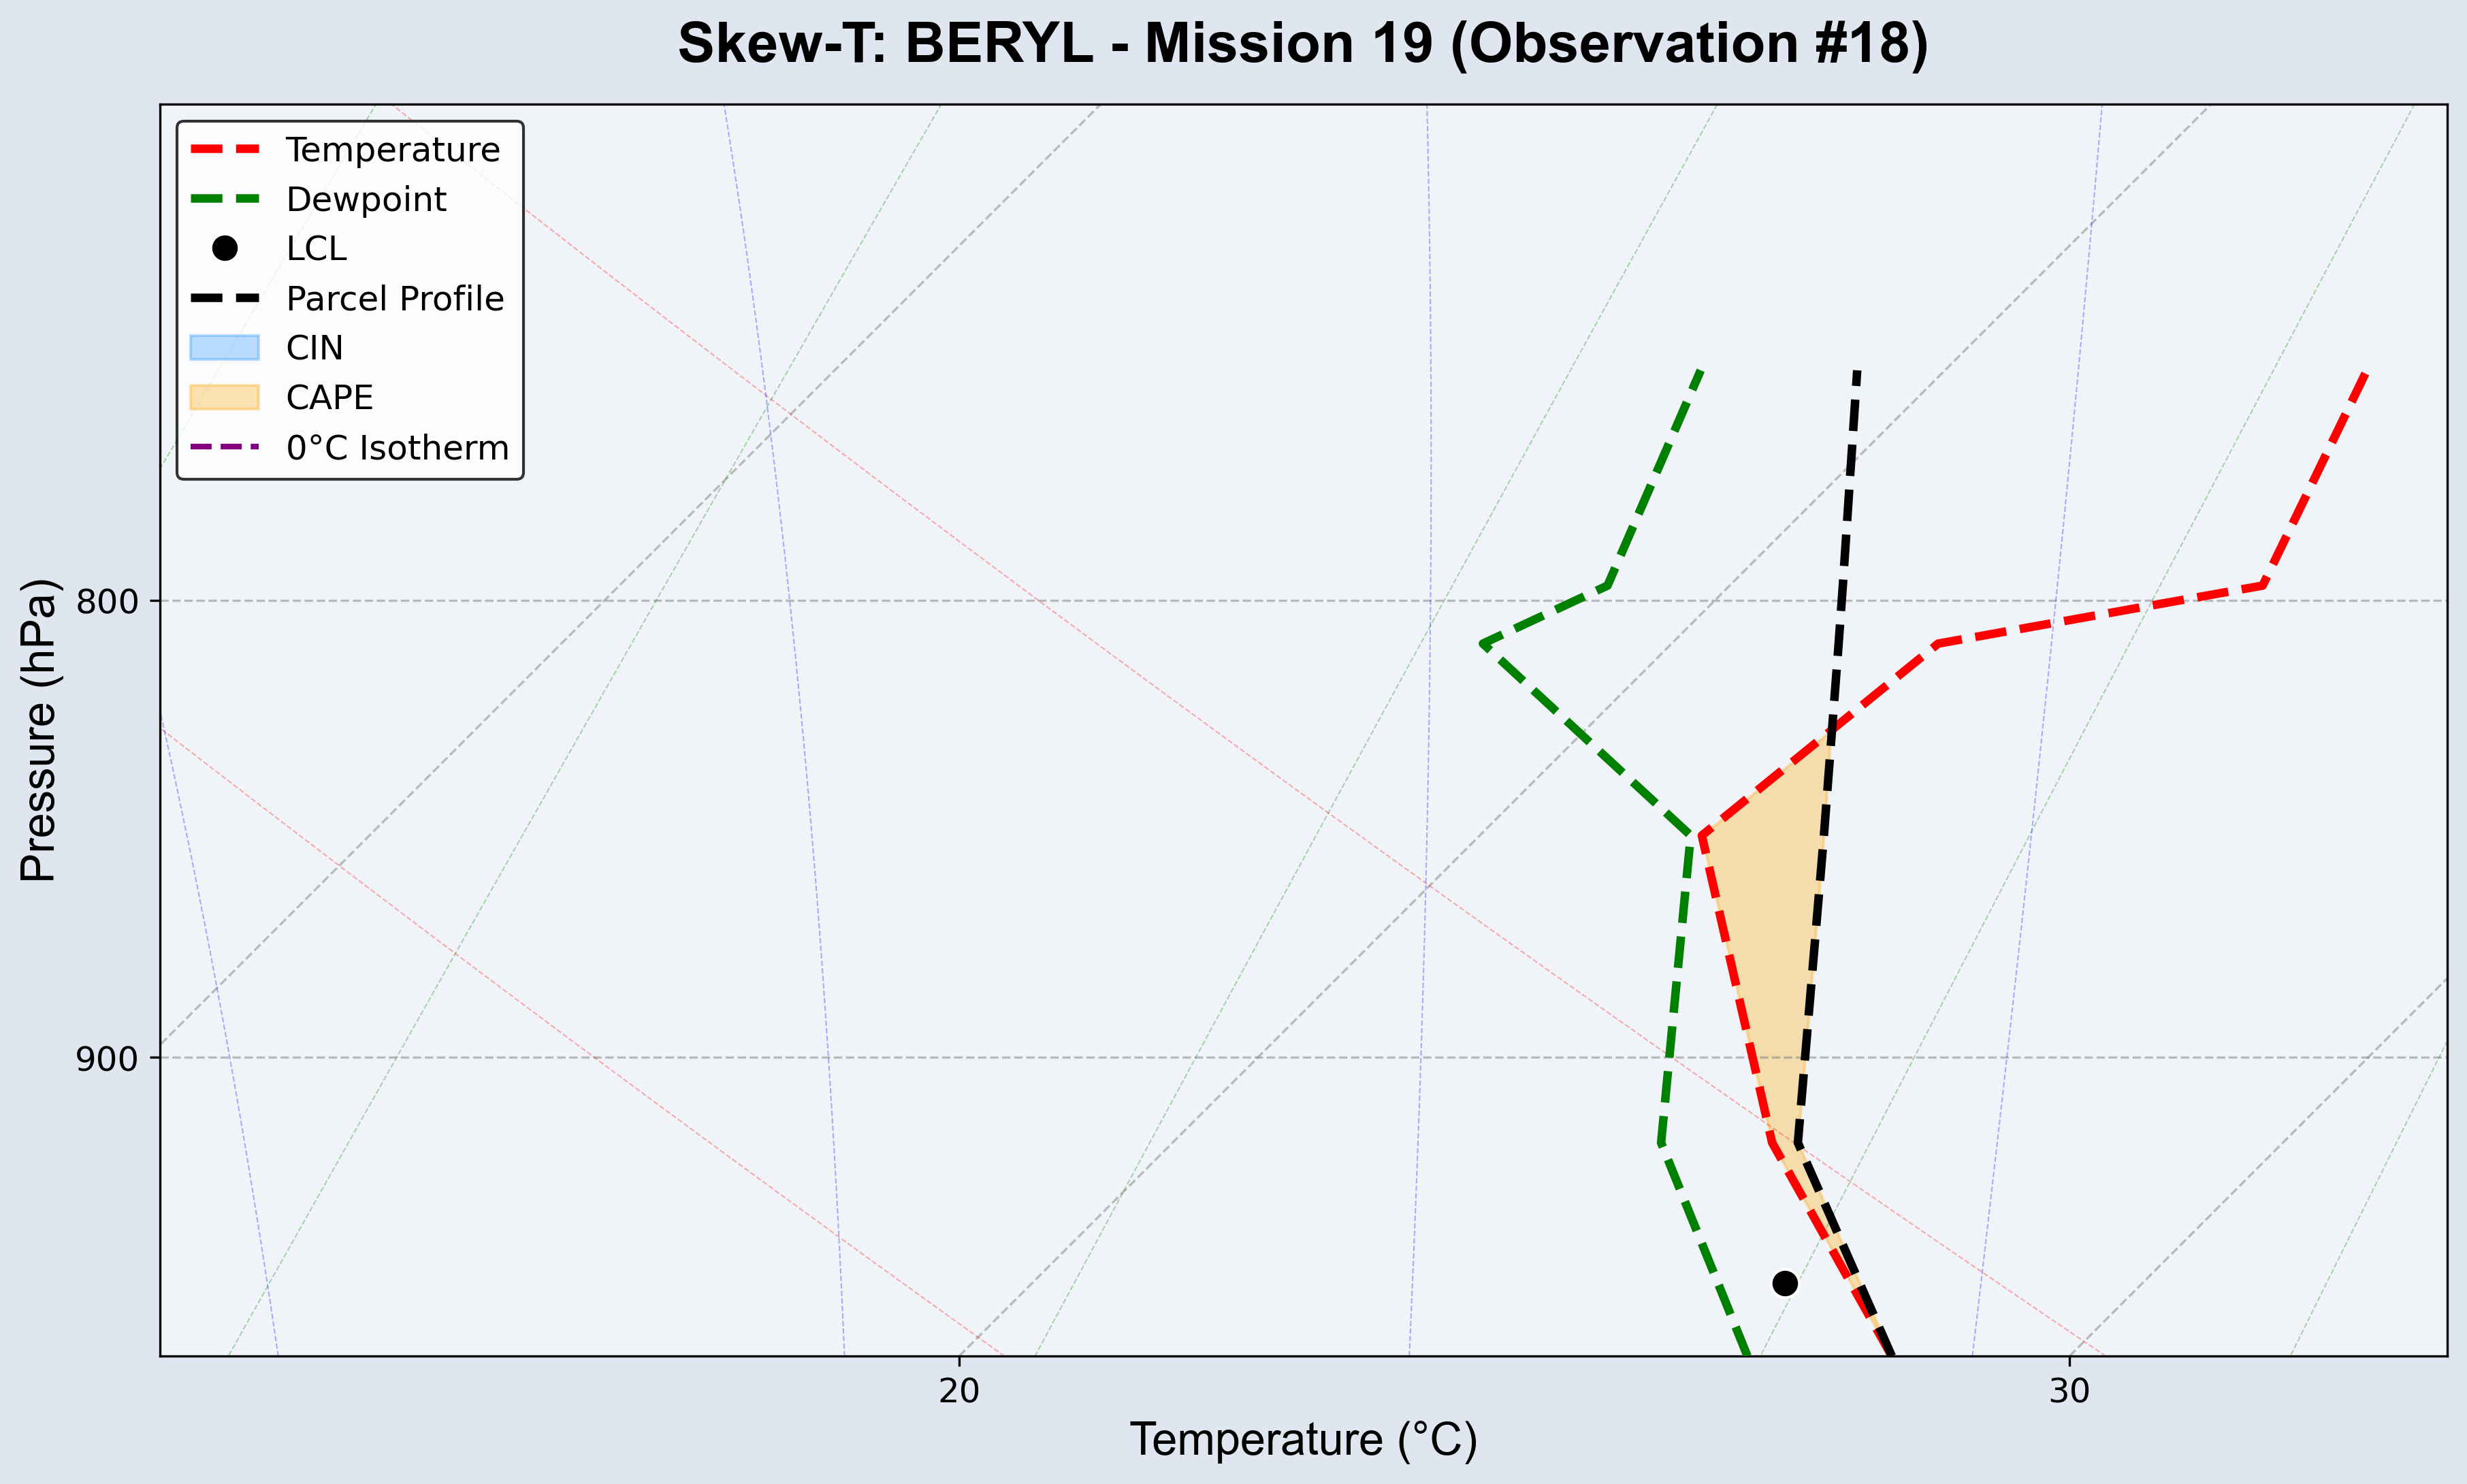 Skew-T: BERYL - Mission 19 (Observation #18)
Temperature
Dewpoint
LCL
Parcel Profile
CIN
CAPE
0°C Isotherm
Pressure (hPa)
800
900
20
30
Temperature (°C)